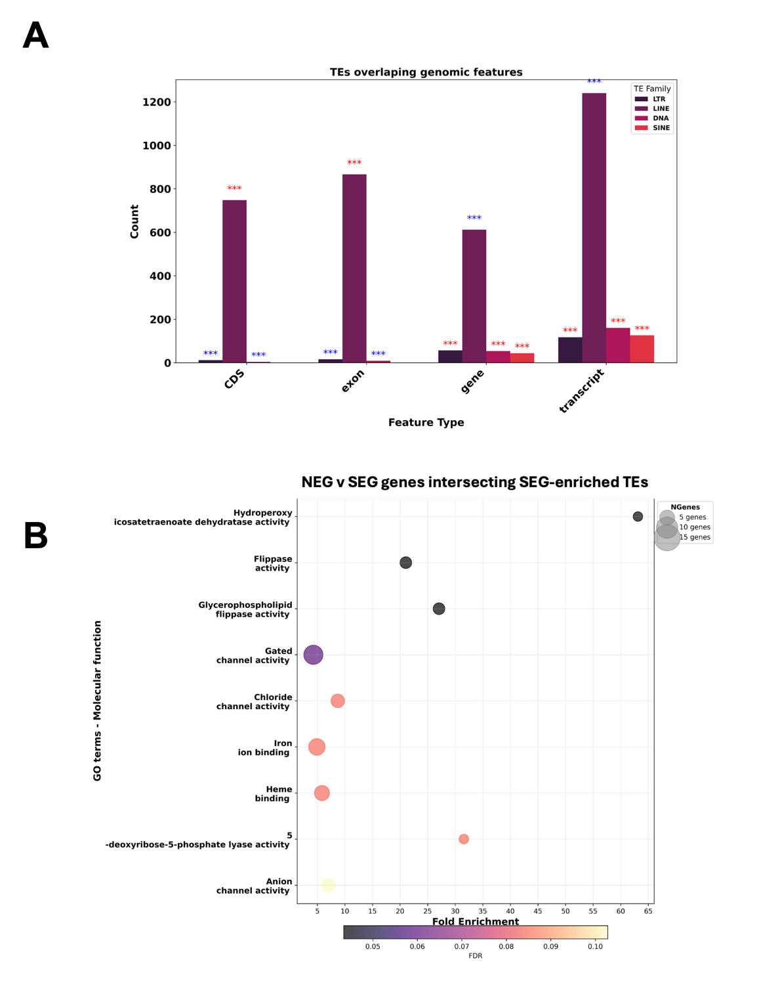 A
TEs overlaping genomic features
***
TE Family
LTR
LINE
DNA
SINE
1200
1000
800
600
400
200
0
Count
***
***
***
***
***
***
***
***
***
***
***
***
***
CDS
exon
gene
transcript
Feature Type
NEG v SEG genes intersecting SEG-enriched TEs
B
GO terms - Molecular function
Hydroperoxy
icosatetraenoate dehydratase activity
Flippase
activity
Glycerophospholipid
flippase activity
Gated
channel activity
Chloride
channel activity
Iron
ion binding
Heme
binding
5
-deoxyribose-5-phosphate lyase activity
Anion
channel activity
NGenes
5 genes
10 genes
15 genes
5 10 15 20 25 30 35 40 45 50 55 60 65
Fold Enrichment
0.05 0.06 0.07 0.08 0.09 0.10
FDR